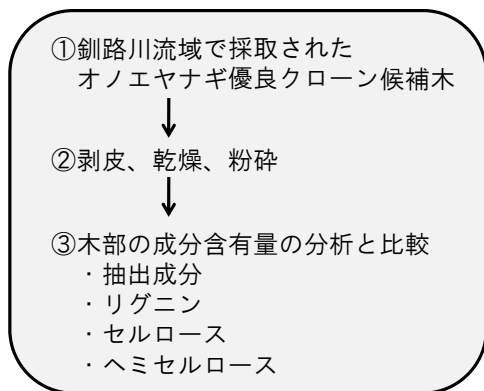 ①釧路川流域で採取された
オノエヤナギ優良クローン候補木
②剥皮、乾燥、粉砕
③木部の成分含有量の分析と比較
・抽出成分
・リグニン
・セルロース
・ヘミセルロース